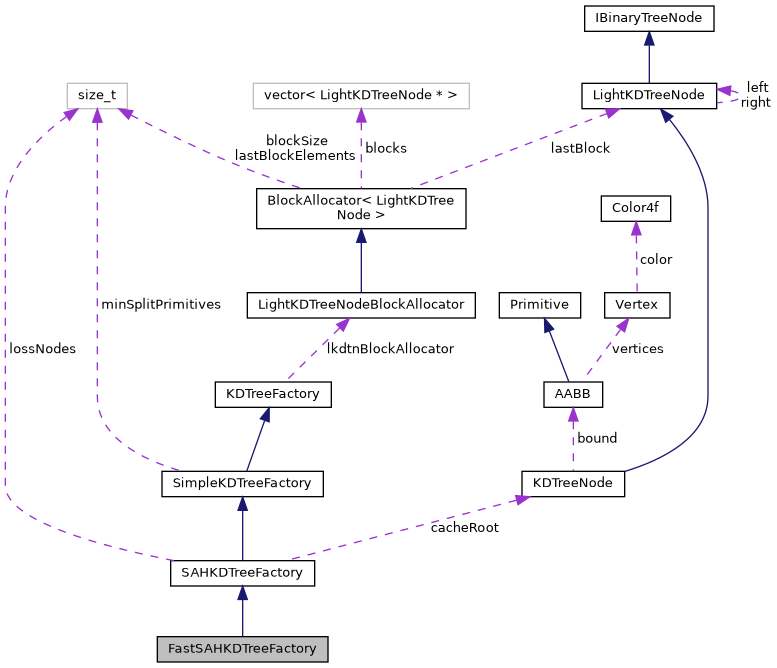 IBinaryTreeNode
size_t
vector< LightKDTreeNode * >
LightKDTreeNode
left
right
blockSize
lastBlockElements
blocks
lastBlock
BlockAllocator< LightKDTree
Node >
Color4f
color
minSplitPrimitives
LightKDTreeNodeBlockAllocator
Primitive
Vertex
lossNodes
lkdtnBlockAllocator
vertices
KDTreeFactory
AABB
bound
SimpleKDTreeFactory
KDTreeNode
cacheRoot
SAHKDTreeFactory
FastSAHKDTreeFactory